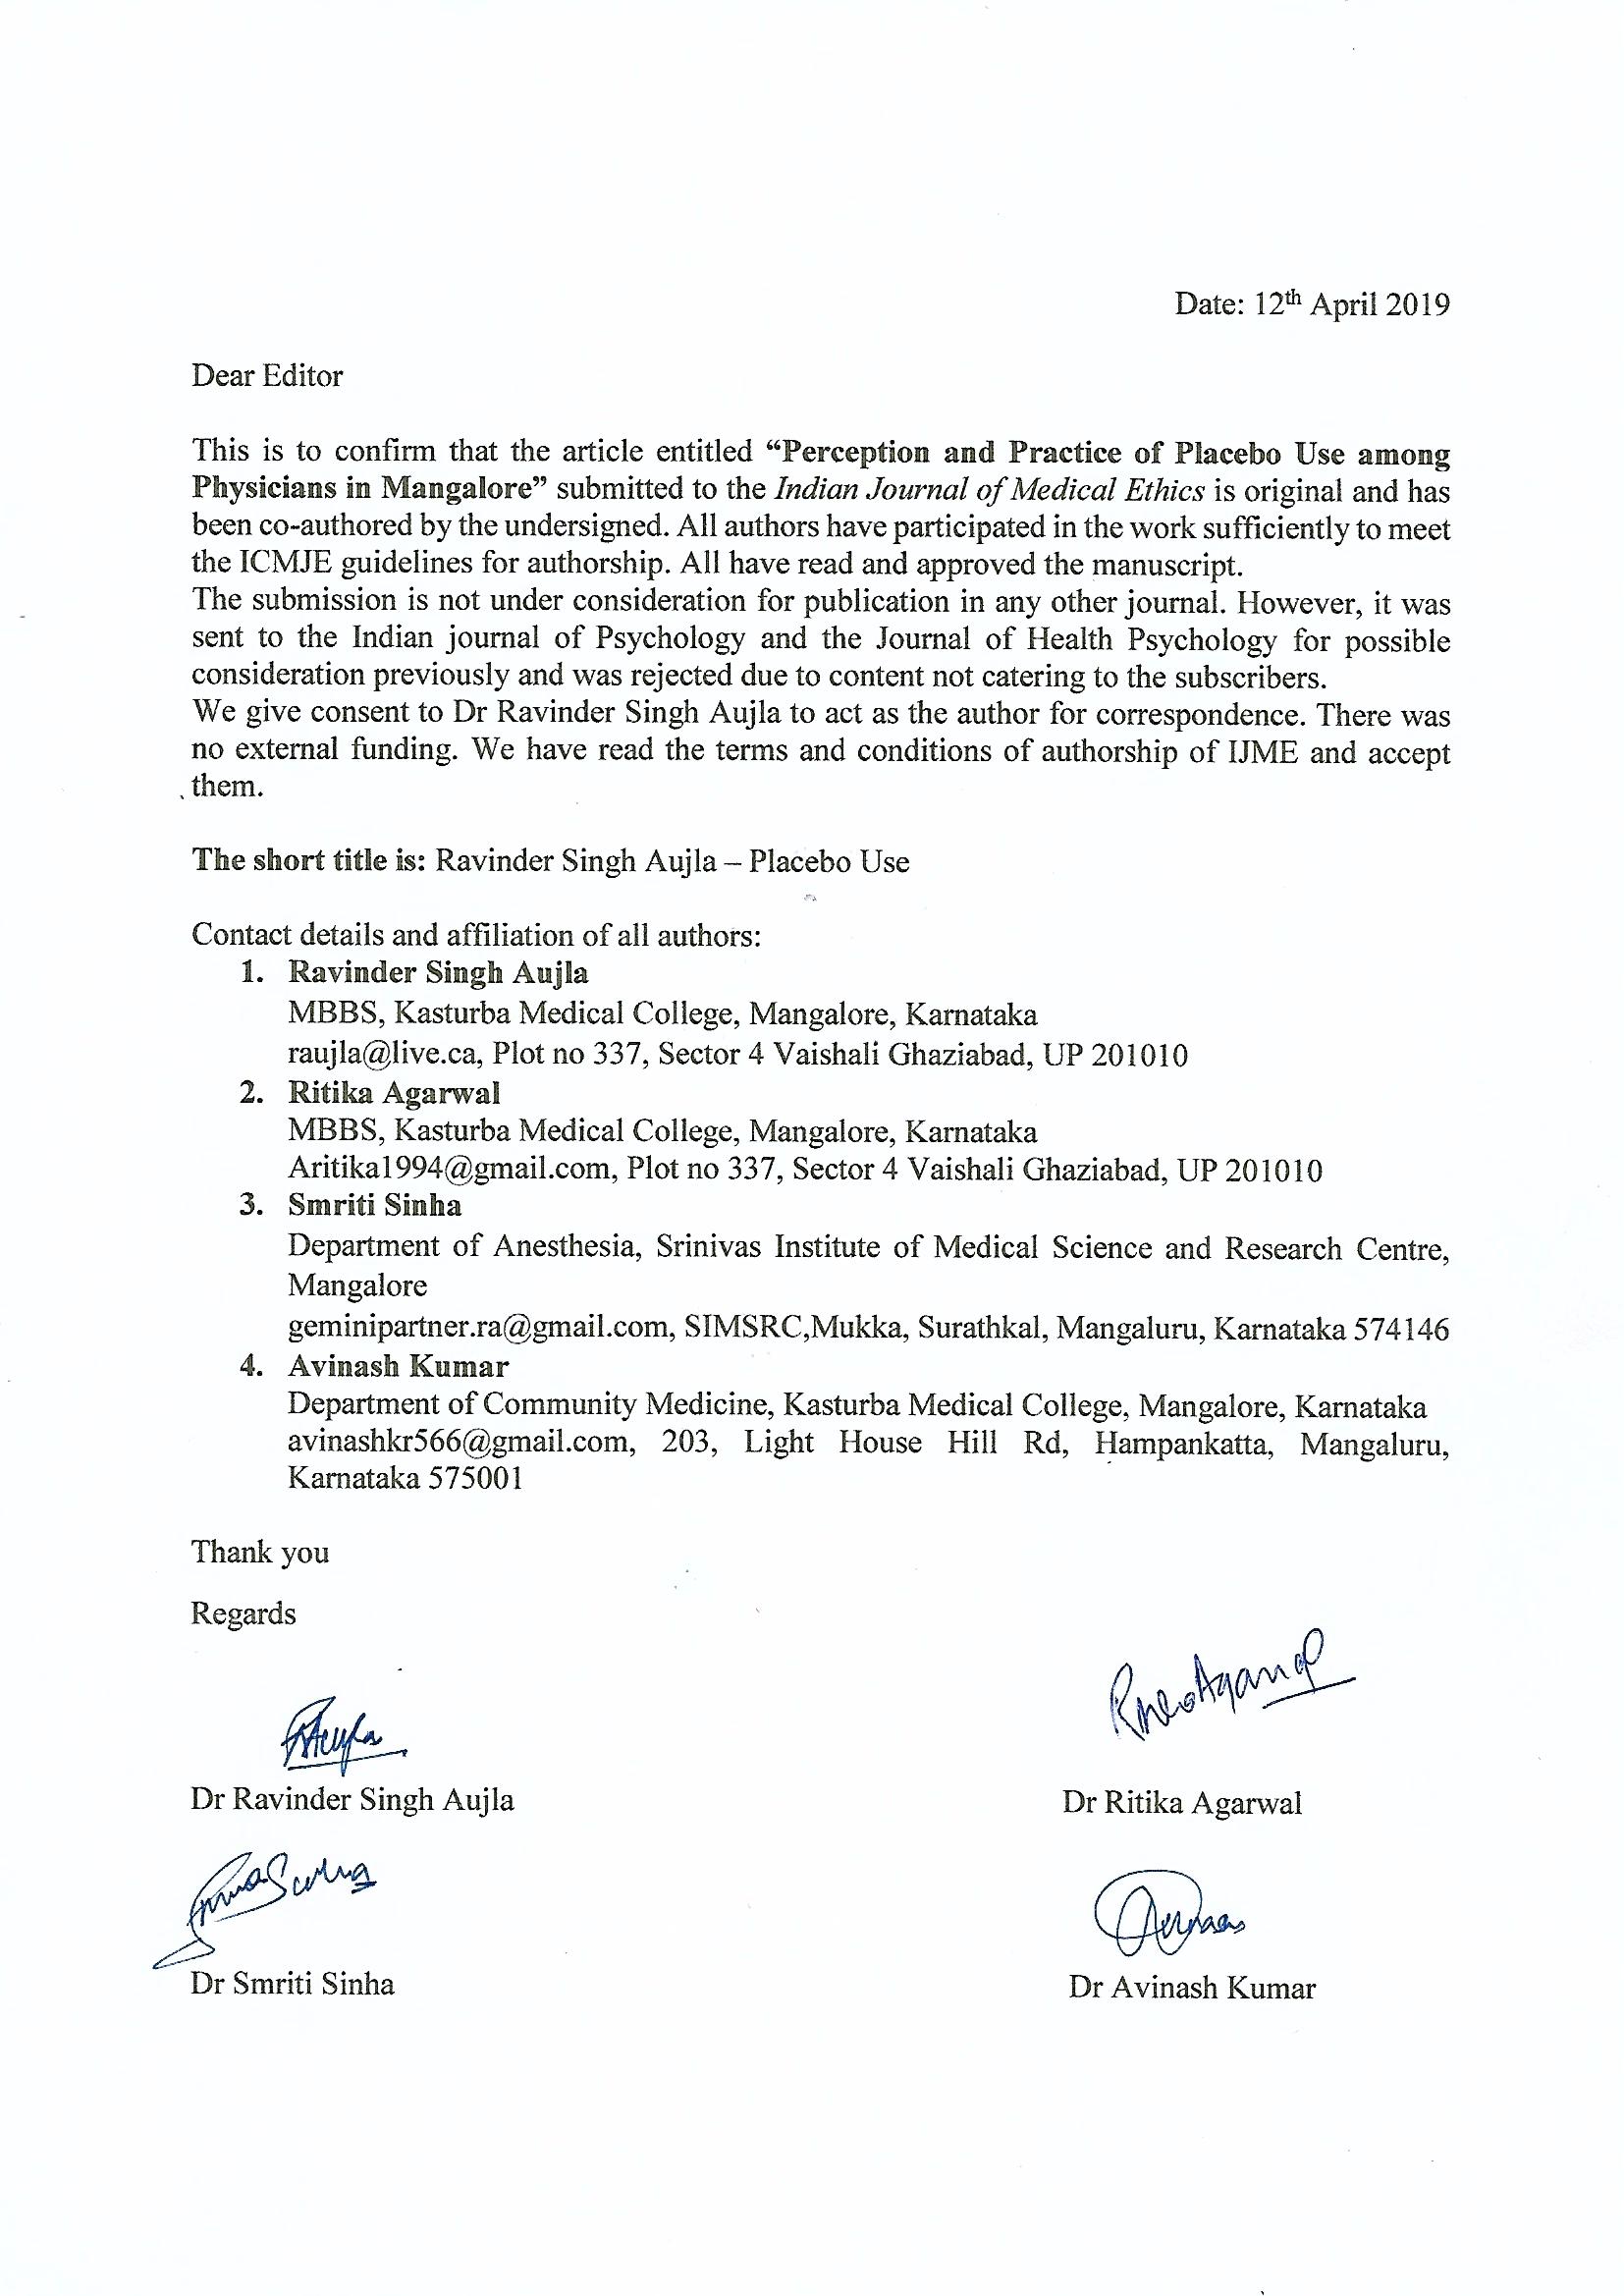 Date: 12th April 2019
Dear Editor
This is to confirm that the article entitled “Perception and Practice of Placebo Use among
Physicians in Mangalore” submitted to the Indian Journal of Medical Ethics is original and has
been co-authored by the undersigned. All authors have participated in the work sufficiently to meet
the ICMJE guidelines for authorship. All have read and approved the manuscript.
The submission is not under consideration for publication in any other journal. However, it was
sent to the Indian journal of Psychology and the Journal of Health Psychology for possible
consideration previously and was rejected due to content not catering to the subscribers.
We give consent to Dr Ravinder Singh Aujla to act as the author for correspondence. There was
no external funding. We have read the terms and conditions of authorship of IJME and accept
them.
The short title is: Ravinder Singh Aujla – Placebo Use
Contact details and affiliation of all authors:
1. Ravinder Singh Aujla
MBBS, Kasturba Medical College, Mangalore, Karnataka
raujla@live.ca, Plot no 337, Sector 4 Vaishali Ghaziabad, UP 201010
2. Ritika Agarwal
MBBS, Kasturba Medical College, Mangalore, Karnataka
Aritika1994@gmail.com, Plot no 337, Sector 4 Vaishali Ghaziabad, UP 201010
3. Smriti Sinha
Department of Anesthesia, Srinivas Institute of Medical Science and Research Centre,
Mangalore
geminipartner.ra@gmail.com, SIMSRC,Mukka, Surathkal, Mangaluru, Karnataka 574146
4. Avinash Kumar
Department of Community Medicine, Kasturba Medical College, Mangalore, Karnataka
avinashkr566@gmail.com, 203, Light House Hill Rd, Hampankatta, Mangaluru,
Karnataka 575001
Thank you
Regards
Dr Ravinder Singh Aujla
Dr Ritika Agarwal
Dr Smriti Sinha
Dr Avinash Kumar